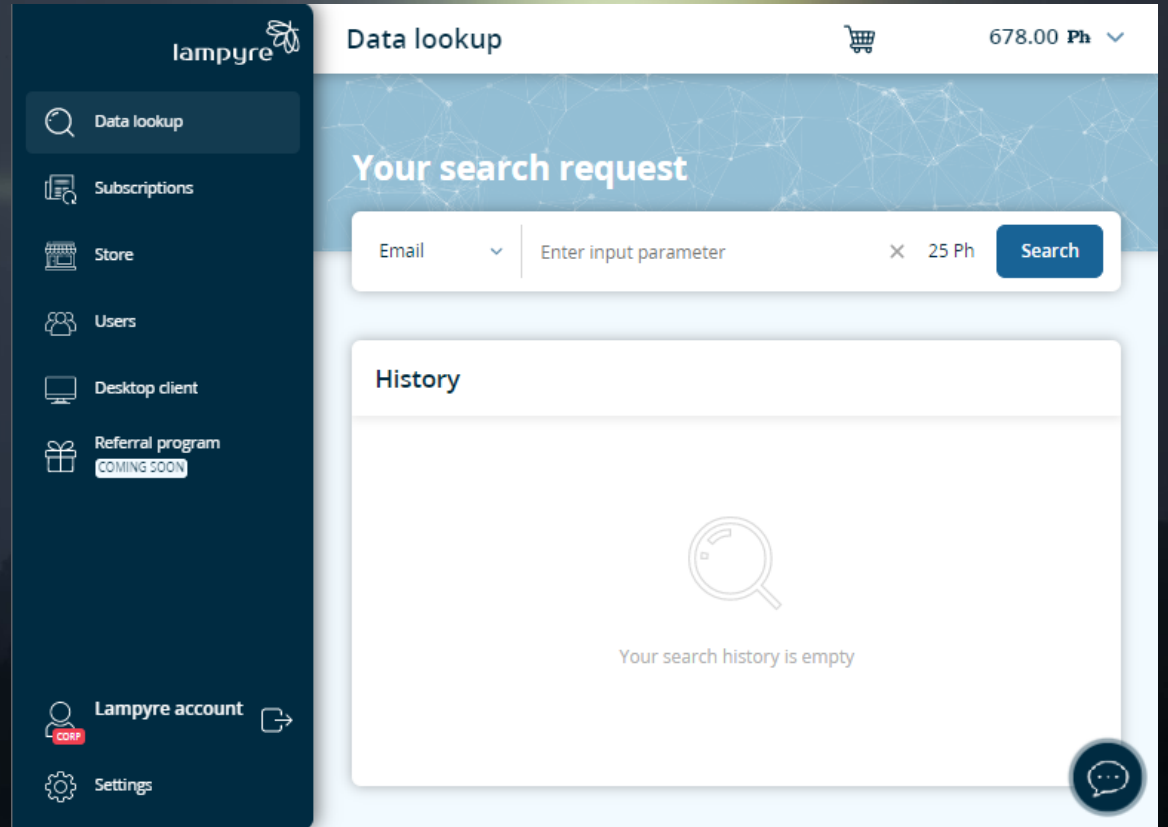 lampyre
Data lookup
Subscriptions
Store
Users
Desktop client
Referral program
COMING SOON
Lampyre account
CORP
Settings
Data lookup
678.00 Ph
Your search request
Email
Enter input parameter
25 Ph
Search
History
Your search history is empty